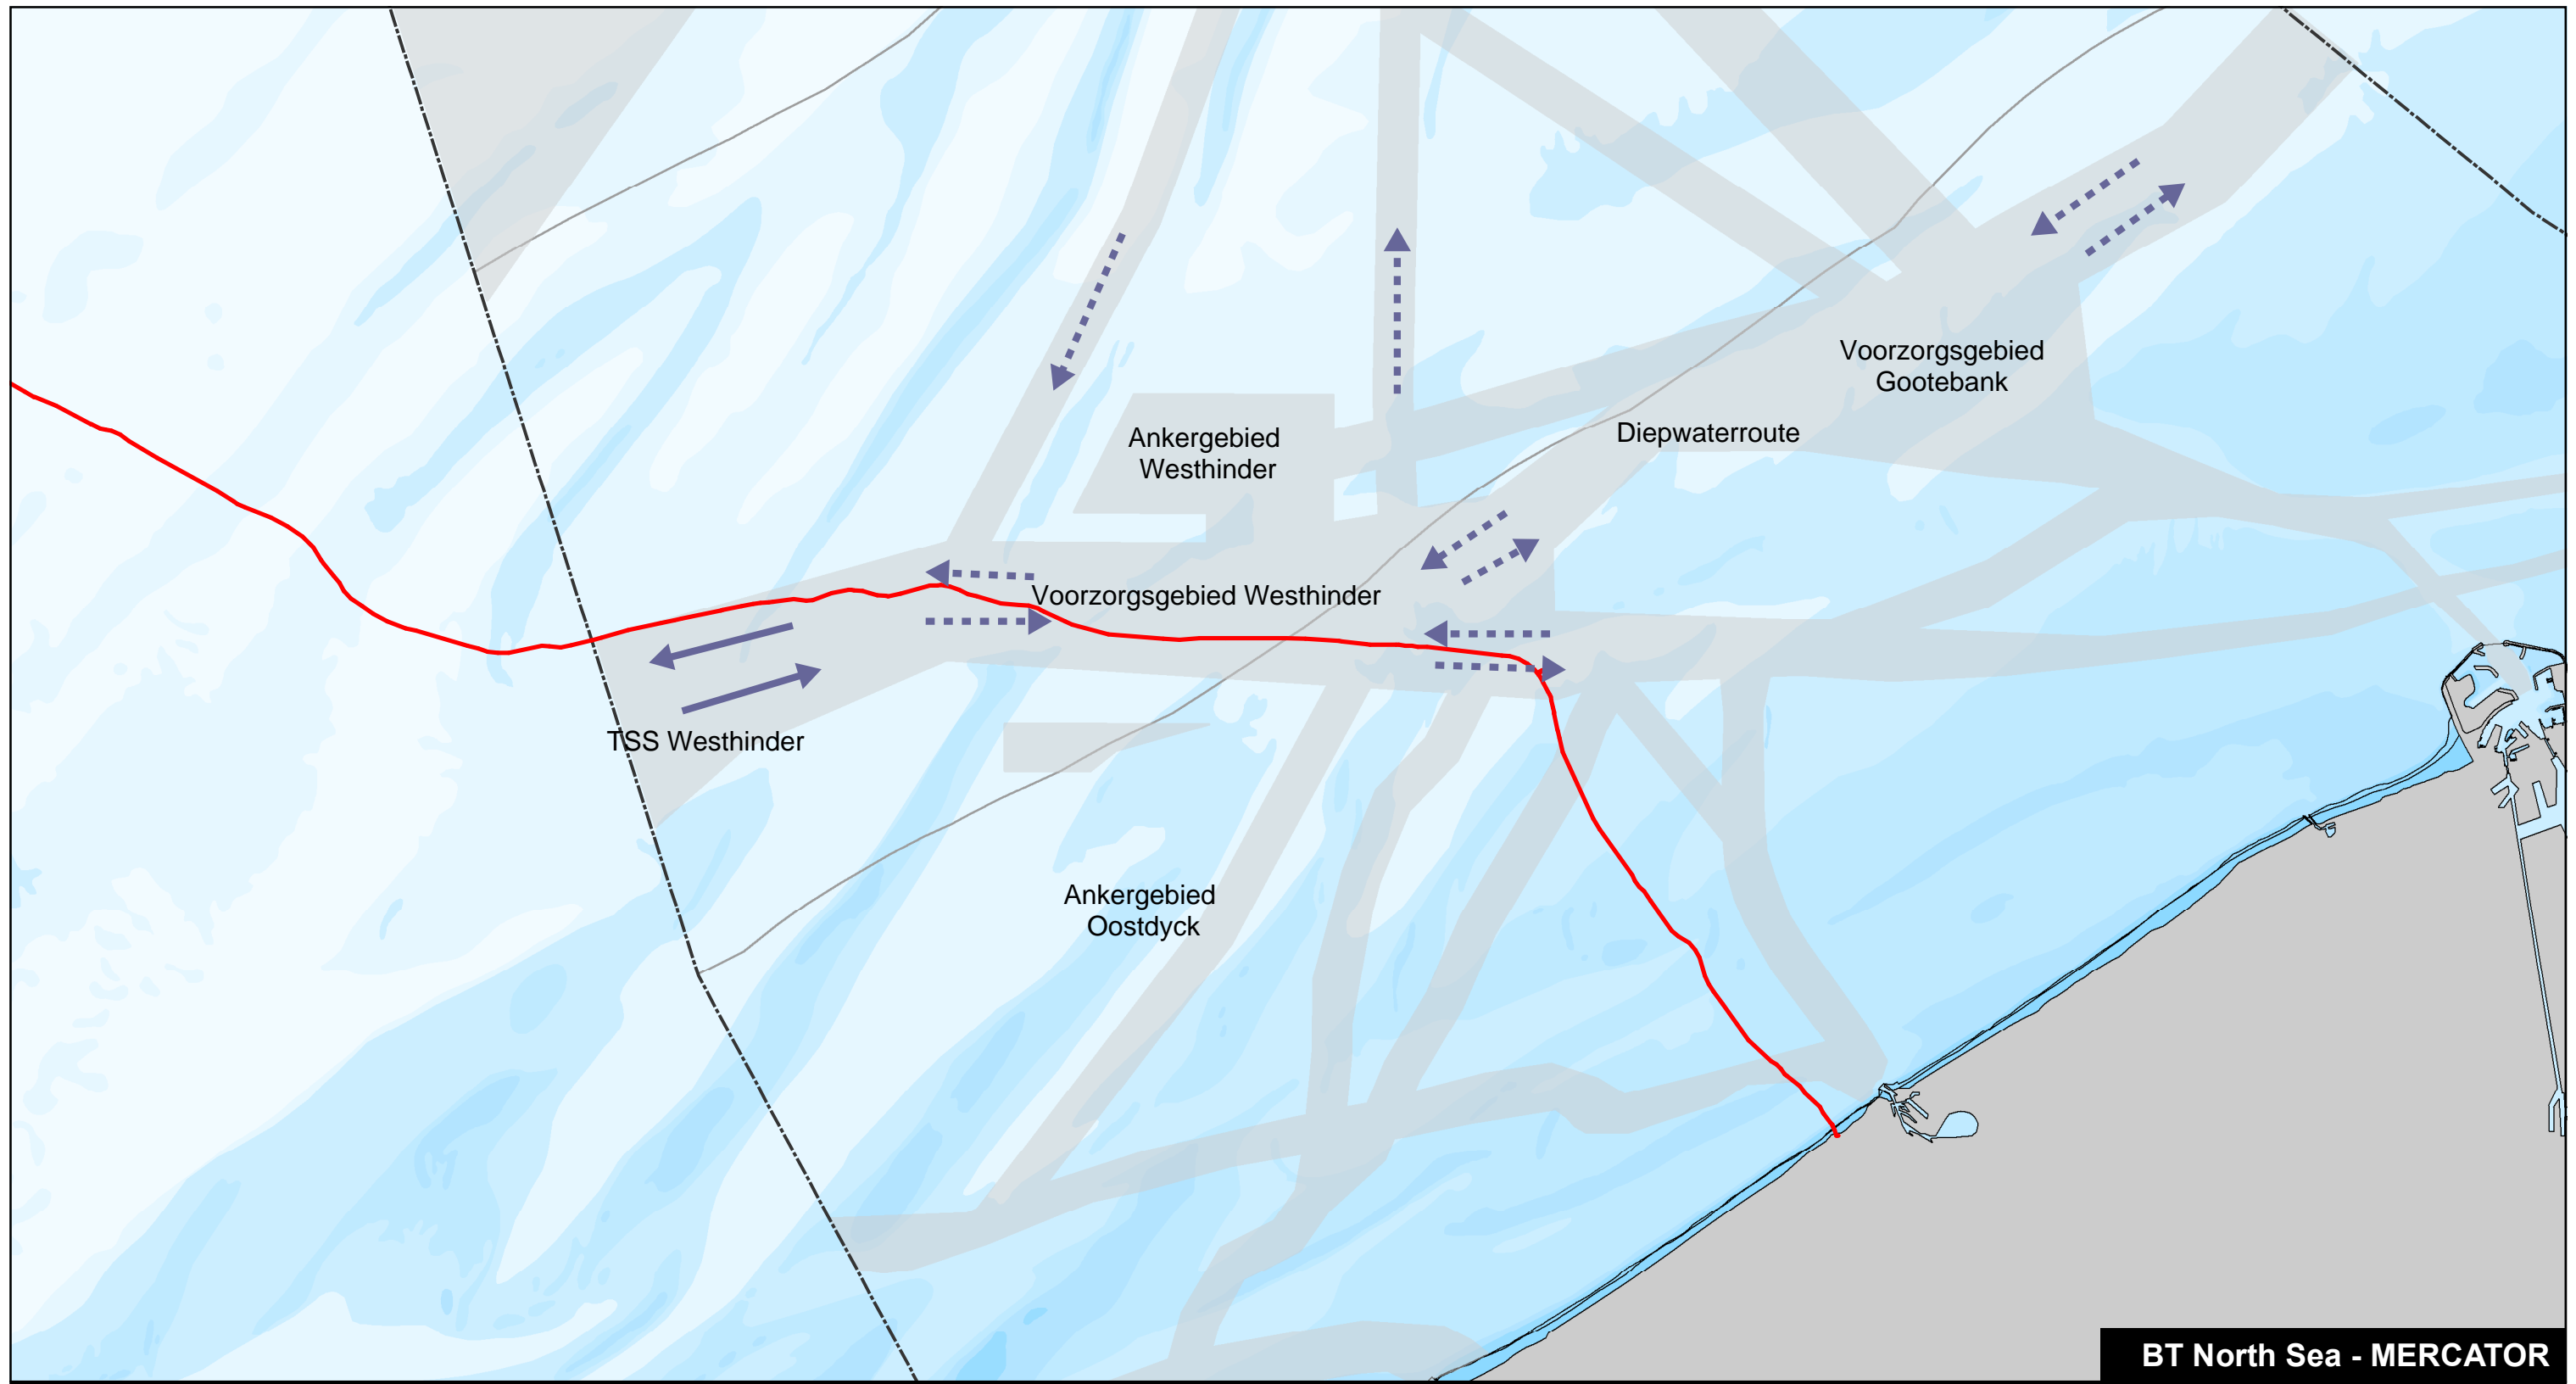 Voorzorgsgebied
Gootebank
Diepwaterroute
Ankergebied
Westhinder
Voorzorgsgebied Westhinder
TSS Westhinder
Ankergebied
Oostdyck
BT North Sea - MERCATOR